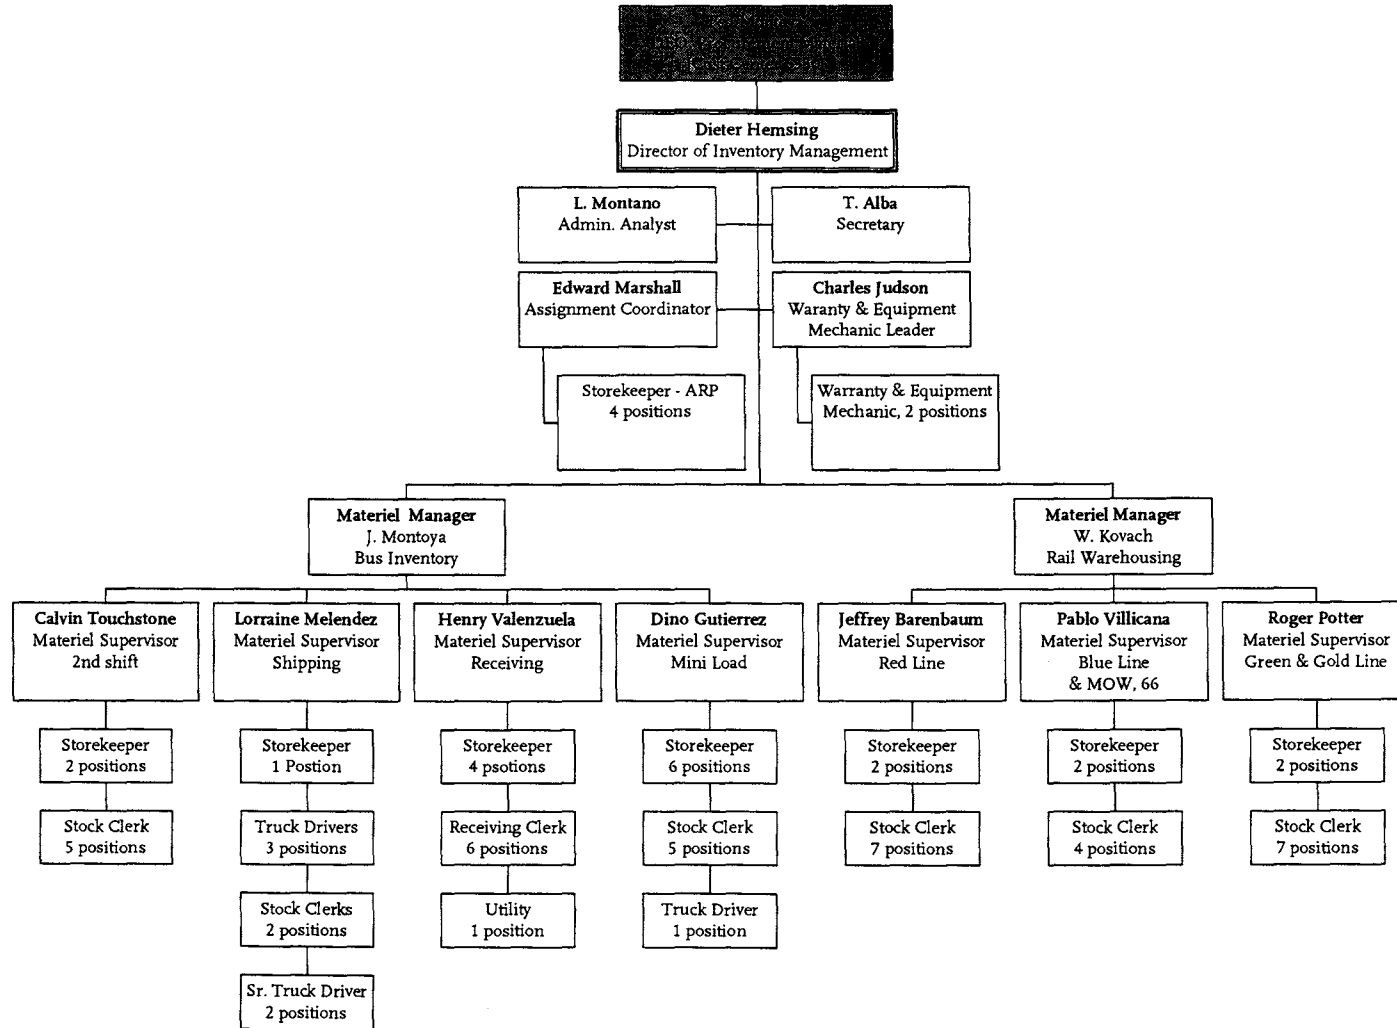 Dieter Hemsing
Director of Inventory Management
L. Montano
Admin. Analyst
T. Alba
Secretary
Edward Marshall
Assignment Coordinator
Charles Judson
Waranty & Equipment
Mechanic Leader
Storekeeper - ARP
4 positions
Warranty & Equipment
Mechanic, 2 positions
Materiel Manager
J. Montoya
Bus Inventory
Materiel Manager
W. Kovach
Rail Warehousing
Calvin Touchstone
Materiel Supervisor
2nd shift
Lorraine Melendez
Materiel Supervisor
Shipping
Henry Valenzuela
Materiel Supervisor
Receiving
Dino Gutierrez
Materiel Supervisor
Mini Load
Jeffrey Barenbaum
Materiel Supervisor
Red Line
Pablo Villicana
Materiel Supervisor
Blue Line
& MOW, 66
Roger Potter
Materiel Supervisor
Green & Gold Line
Storekeeper
2 positions
Storekeeper
1 Postion
Storekeeper
4 psotions
Storekeeper
6 positions
Storekeeper
2 positions
Storekeeper
2 positions
Storekeeper
2 positions
Stock Clerk
5 positions
Truck Drivers
3 positions
Receiving Clerk
6 positions
Stock Clerk
5 positions
Stock Clerk
7 positions
Stock Clerk
4 positions
Stock Clerk
7 positions
Stock Clerks
2 positions
Utility
1 position
Truck Driver
1 position
Sr. Truck Driver
2 positions